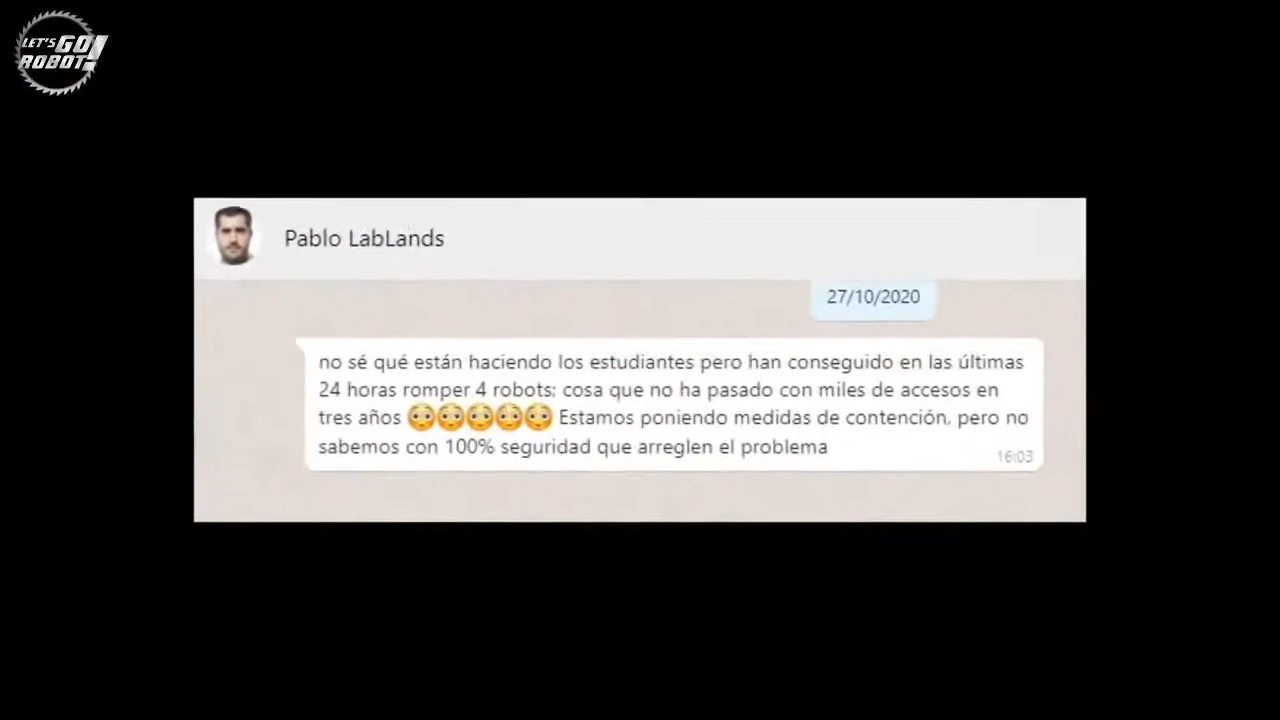 LET'S GO
ROBOT!
Pablo LabLands
27/10/2020
no sé qué están haciendo los estudiantes pero han conseguido en las últimas
24 horas romper 4 robots; cosa que no ha pasado con miles de accesos en
tres años 😳😳😳😳😳 Estamos poniendo medidas de contención, pero no
sabemos con 100% seguridad que arreglen el problema
16:03